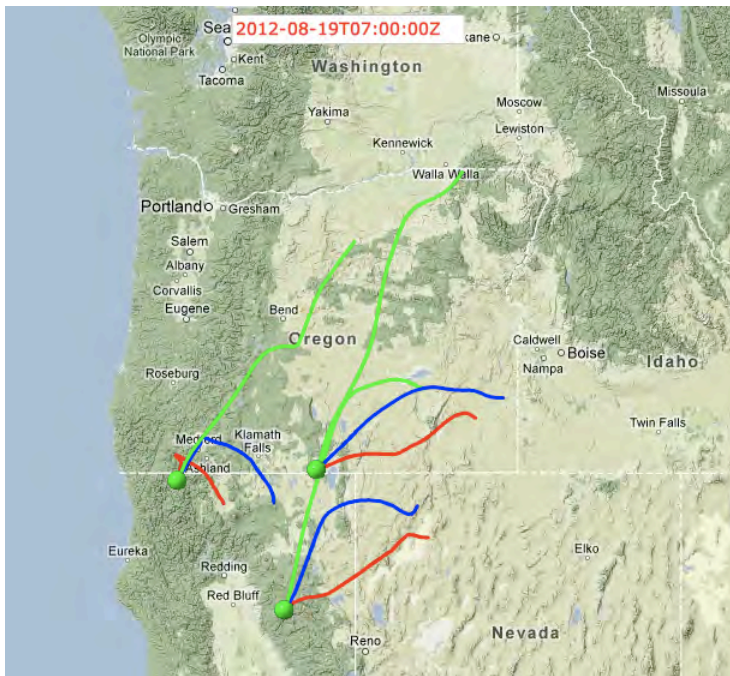 Olympic
National Park
Sea
2012-08-19T07:00:00Z
kane
Kent
Tacoma
Washington
Missoula
Yakima
Moscow
Lewiston
Kennewick
Walla Walla
Portland
Gresham
Salem
Albany
Corvallis
Eugene
Bend
Oregon
Caldwell
Boise
Nampa
Idaho
Roseburg
Twin Falls
Klamath
Falls
Ashland
Eureka
Redding
Red Bluff
Elko
Reno
Nevada